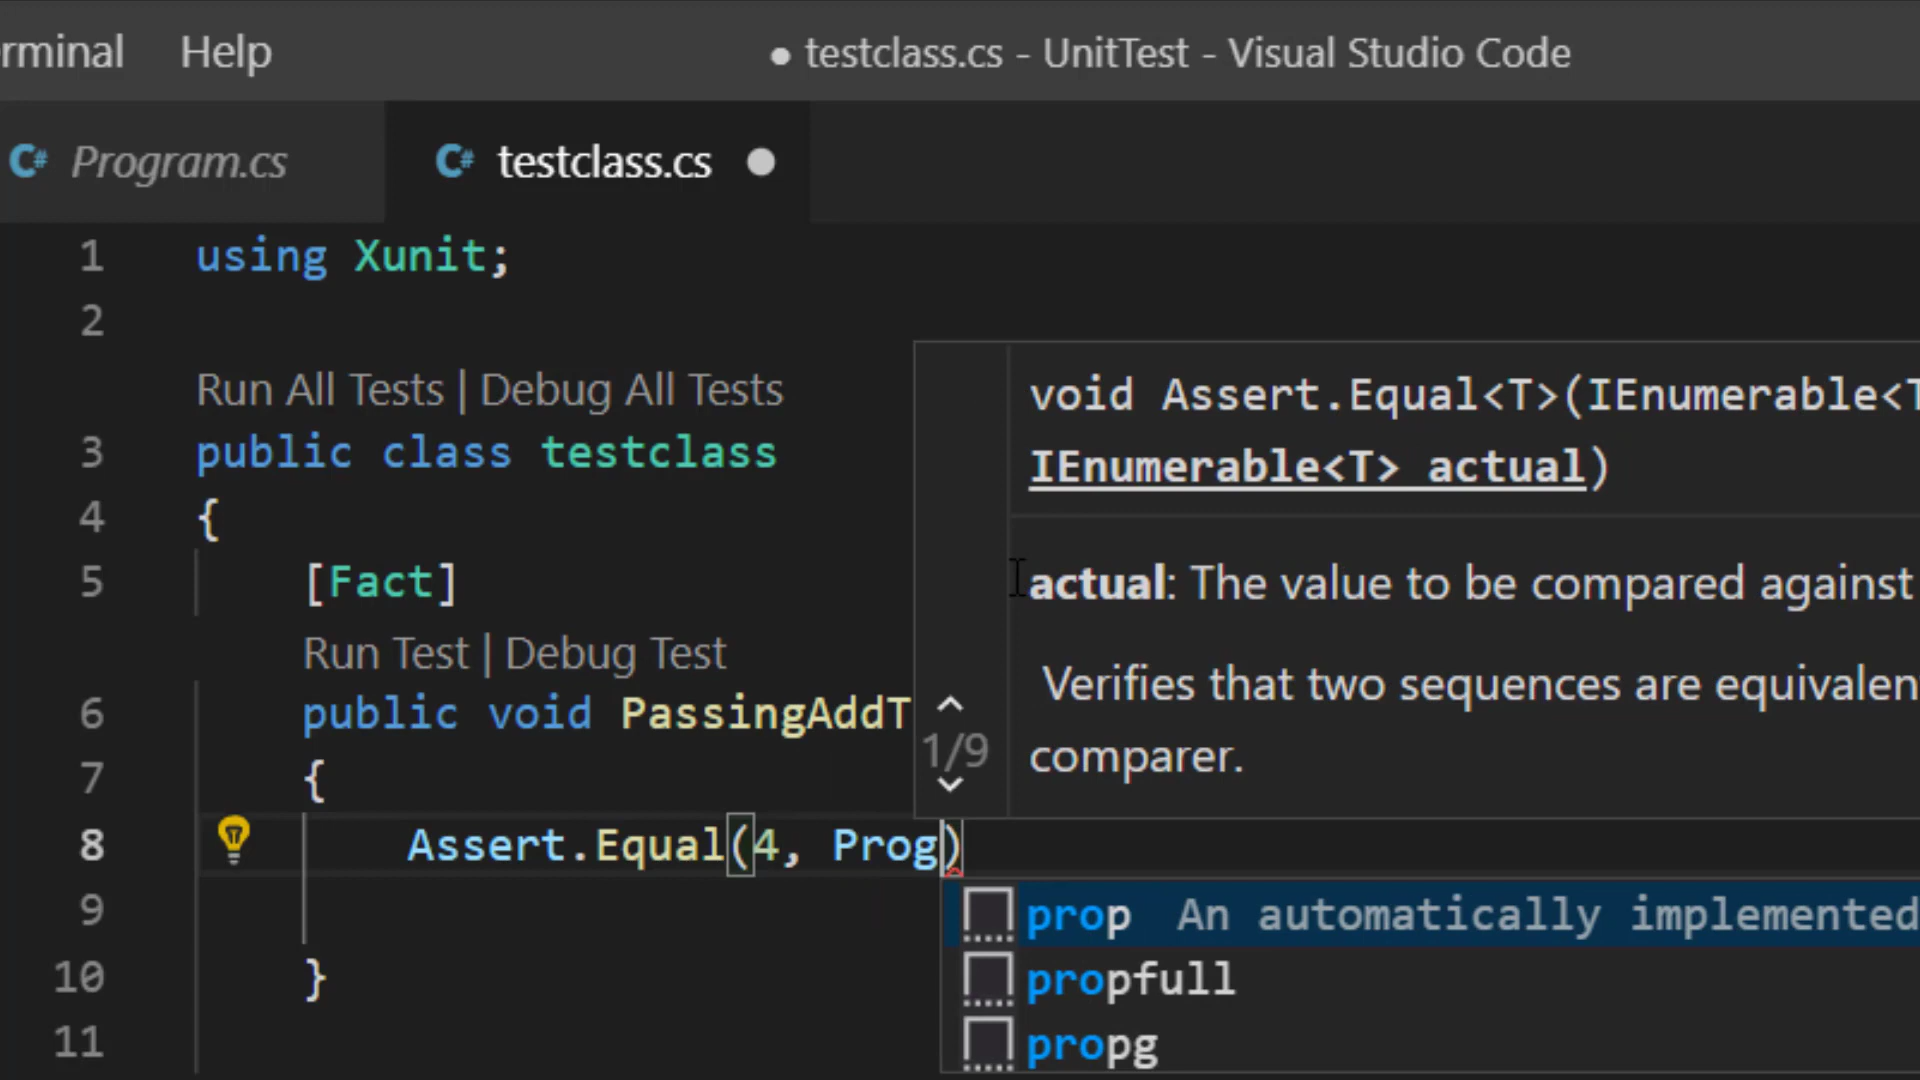 rminal Help
● testclass.cs - UnitTest - Visual Studio Code
C# Program.cs
C# testclass.cs ●
1 using Xunit;
2
Run All Tests | Debug All Tests
3 public class testclass
4 {
5 [Fact]
Run Test | Debug Test
6 public void PassingAddT
7 {
8 Assert.Equal(4, Prog)
9
10 }
11
void Assert.Equal<T>(IEnumerable<T
IEnumerable<T> actual)
actual: The value to be compared against
Verifies that two sequences are equivalen
comparer.
1/9
prop An automatically implemented
propfull
propg